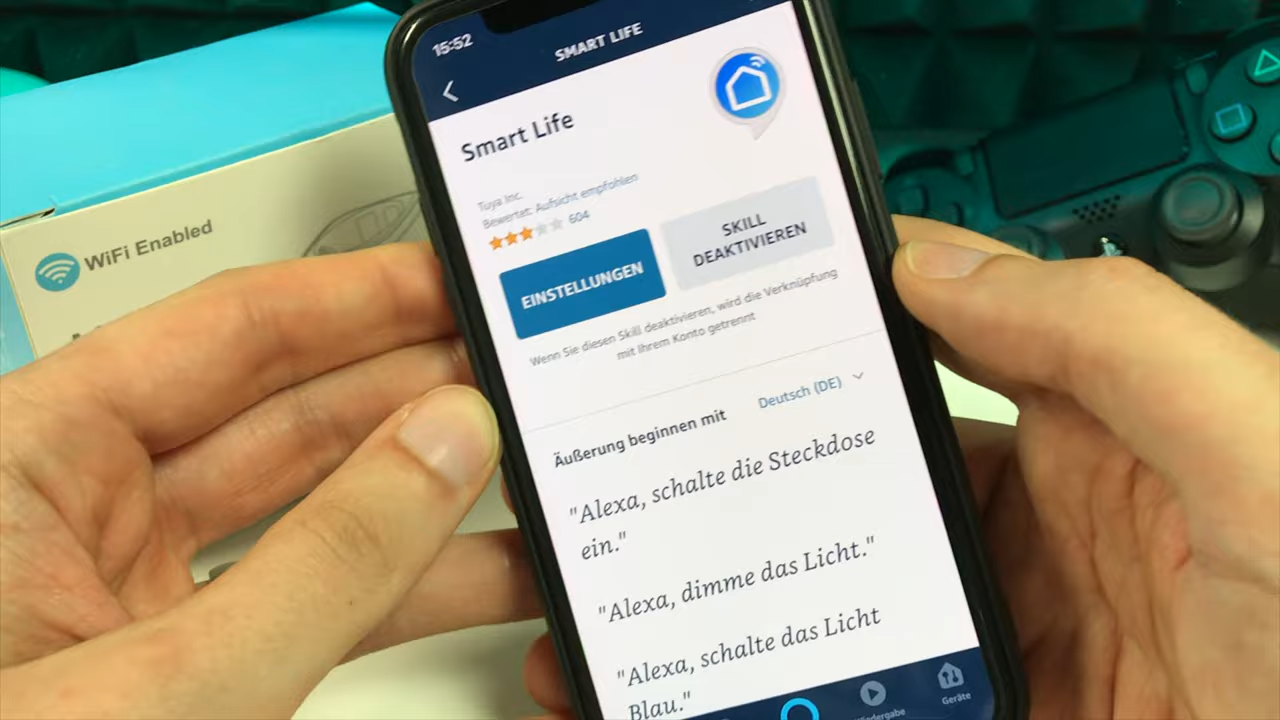 15:52
SMART LIFE
Smart Life
Tuya Inc.
Bewertet: Aufsicht empfohlen
604
EINSTELLUNGEN
SKILL
DEAKTIVIEREN
Wenn Sie diesen Skill deaktivieren, wird die Verknüpfung
mit Ihrem Konto getrennt
Äußerung beginnen mit
Deutsch (DE)
"Alexa, schalte die Steckdose
ein."
"Alexa, dimme das Licht."
"Alexa, schalte das Licht
Blau."
Geräte
WiFi Enabled